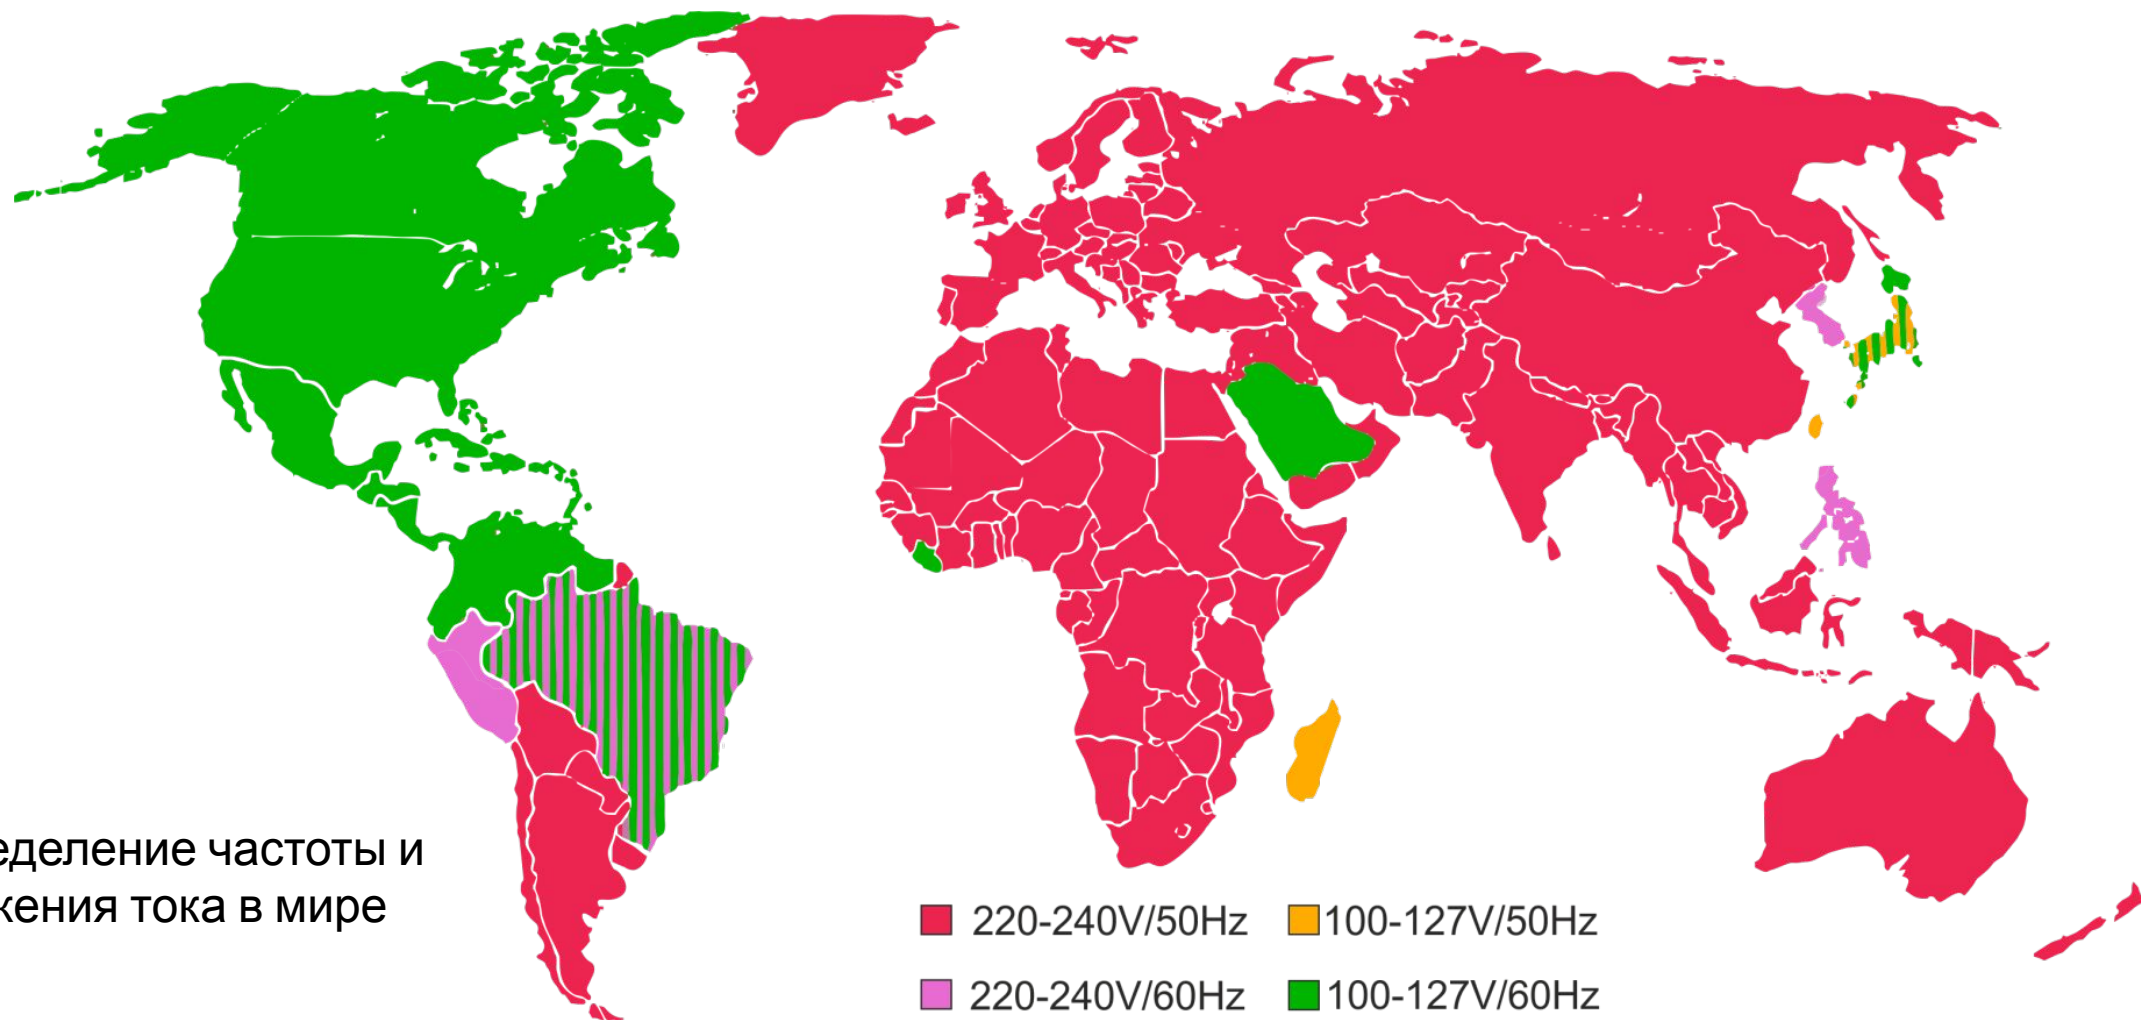 еделение частоты и
жения тока в мире
220-240V/50Hz
100-127V/50Hz
220-240V/60Hz
100-127V/60Hz